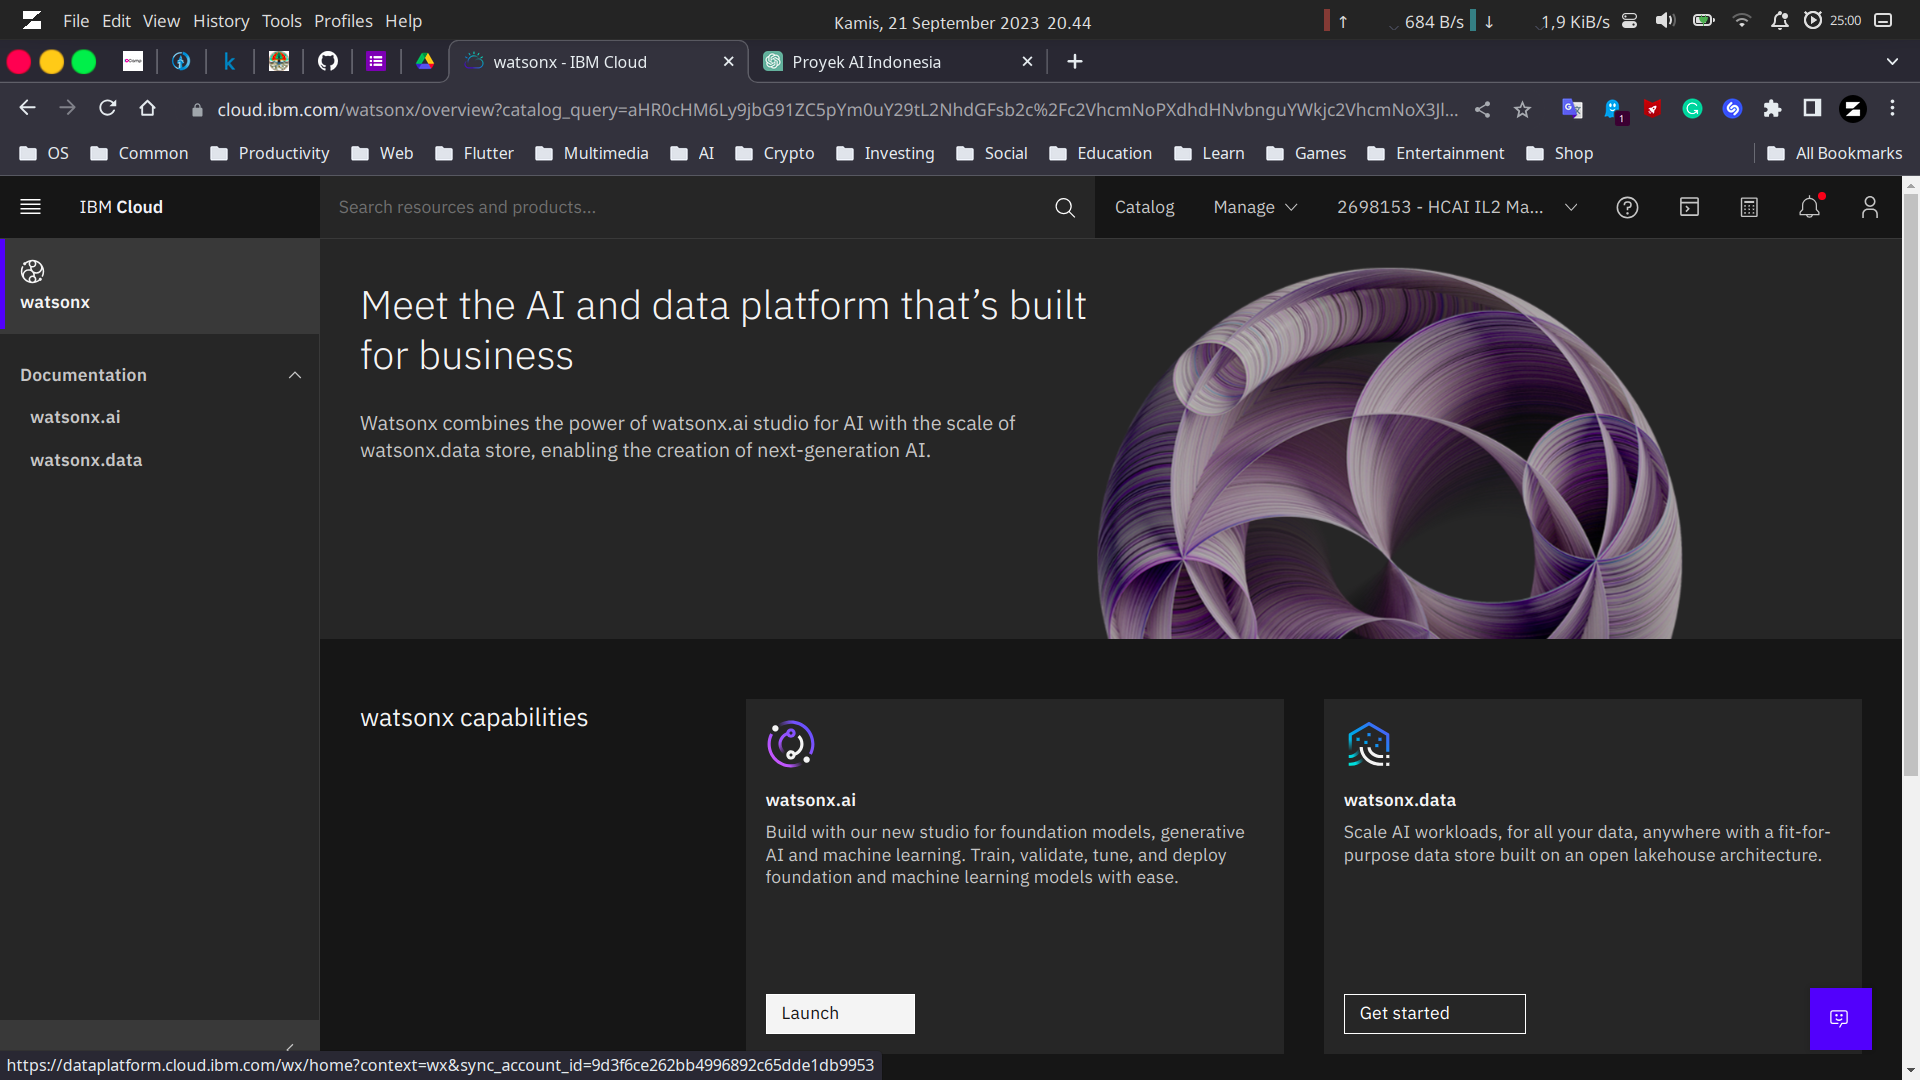 File Edit View History Tools Profiles Help
Kamis, 21 September 2023 20.44
↑ 684 B/s ↓ 1,9 KiB/s 25:00
watsonx - IBM Cloud
Proyek AI Indonesia
cloud.ibm.com/watsonx/overview?catalog_query=aHR0cHM6Ly9jbG91ZC5pYm0uY29tL2NhdGFsb2c%2Fc2VhcmNoPXdhdHNvbnguYWkjc2VhcmNoX3Jl...
1
OS Common Productivity Web Flutter Multimedia AI Crypto Investing Social Education Learn Games Entertainment Shop All Bookmarks
IBM Cloud
Search resources and products...
Catalog Manage 2698153 - HCAI IL2 Ma...
watsonx
Documentation
watsonx.ai
watsonx.data
Meet the AI and data platform that’s built
for business
Watsonx combines the power of watsonx.ai studio for AI with the scale of
watsonx.data store, enabling the creation of next-generation AI.
watsonx capabilities
watsonx.ai
Build with our new studio for foundation models, generative
AI and machine learning. Train, validate, tune, and deploy
foundation and machine learning models with ease.
Launch
watsonx.data
Scale AI workloads, for all your data, anywhere with a fit-for-
purpose data store built on an open lakehouse architecture.
Get started
https://dataplatform.cloud.ibm.com/wx/home?context=wx&sync_account_id=9d3f6ce262bb4996892c65dde1db9953